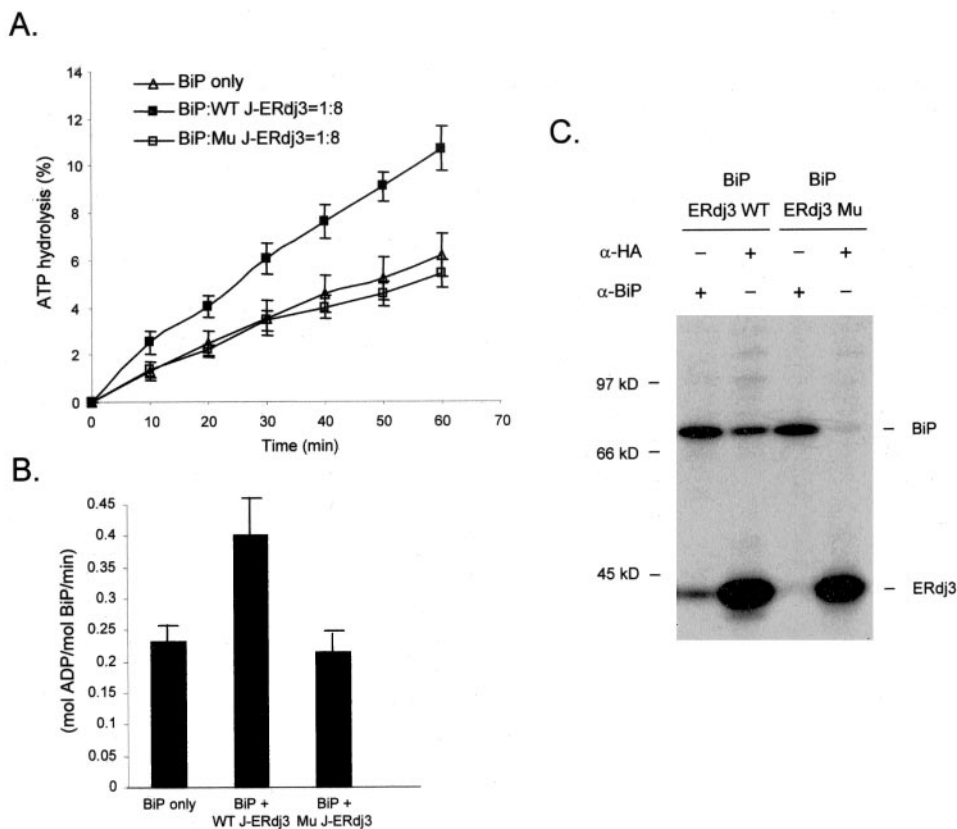 A.
14
12
10
8
6
4
2
0
ATP hydrolysis (%)
BiP only
BiP:WT J-ERdj3=1:8
BiP:Mu J-ERdj3=1:8
0 10 20 30 40 50 60 70
Time (min)
B.
0.45
0.4
0.35
0.3
0.25
0.2
0.15
0.1
0.05
0
(mol ADP/mol BiP/min)
BiP only
BiP +
WT J-ERdj3
BiP +
Mu J-ERdj3
C.
BiP
ERdj3 WT
BiP
ERdj3 Mu
α-HA − + − +
α-BiP + − + −
97 kD −
66 kD −
45 kD −
− BiP
− ERdj3